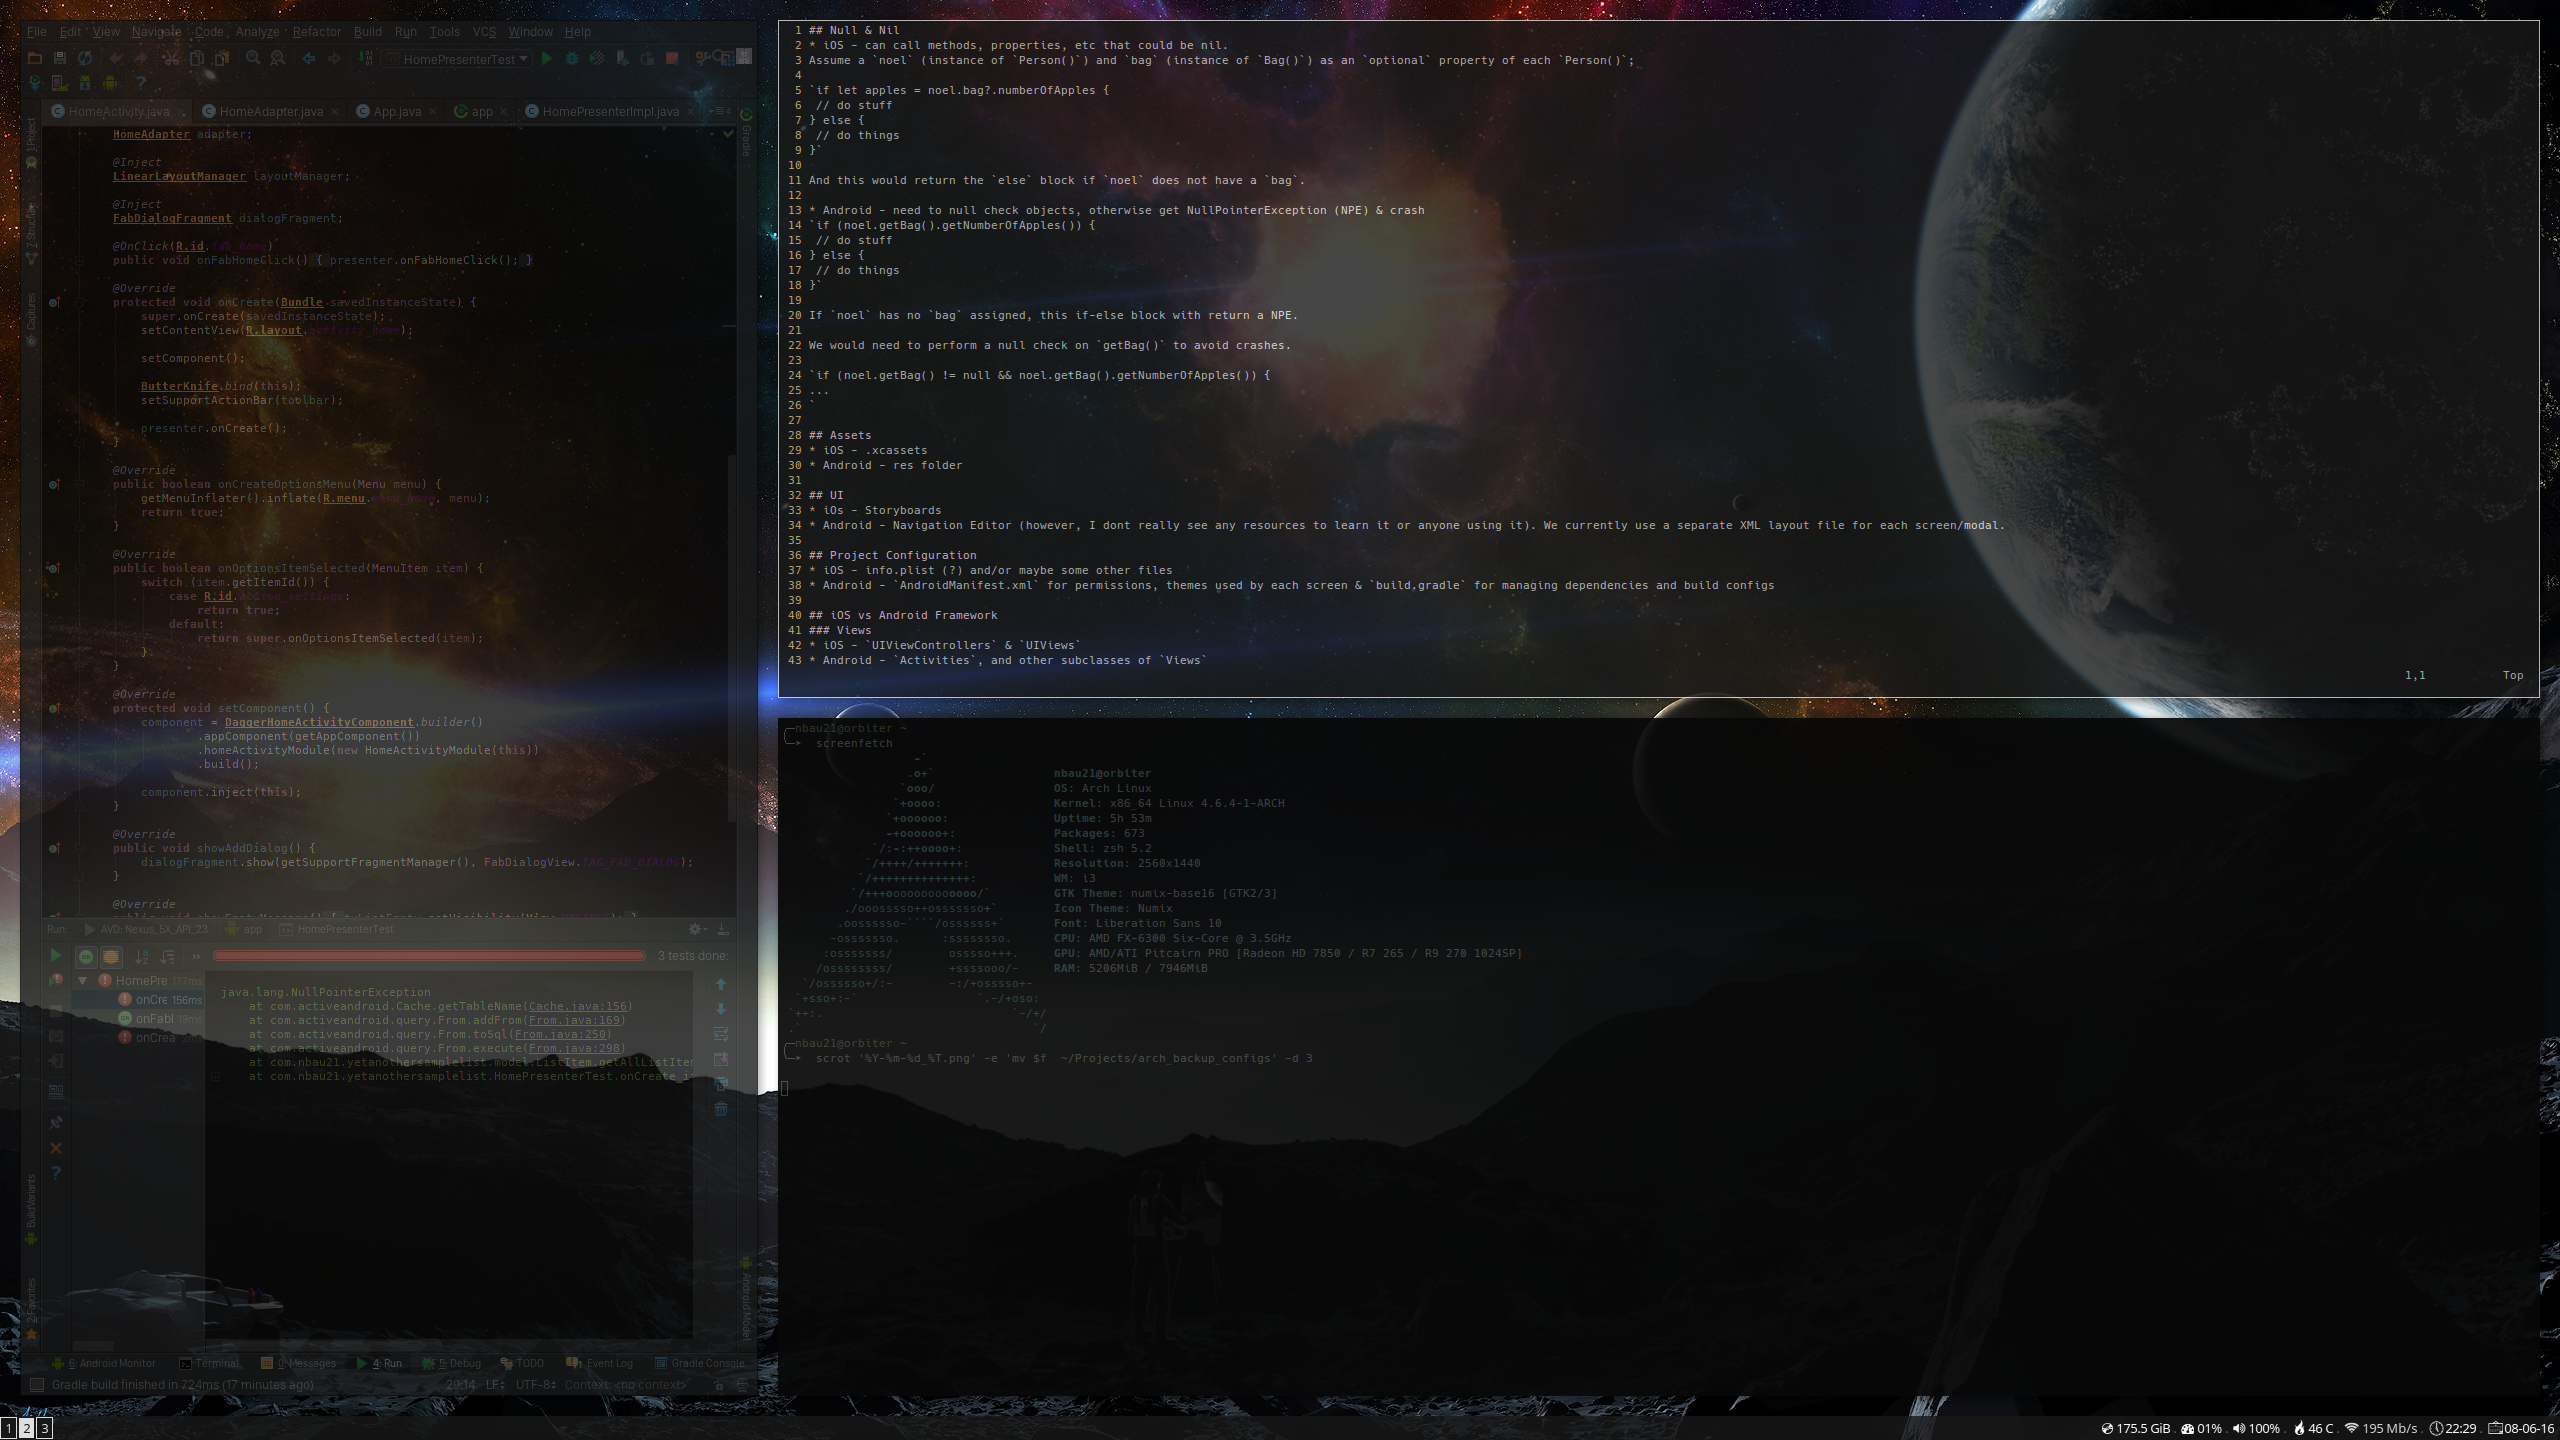 File Edit View Navigate Code Analyze Refactor Build Run Tools VCS Window Help
HomePresenterTest
HomeActivity.java HomeAdapter.java App.java app HomePresenterImpl.java
1: Project
7: Structure
Captures
Gradle
HomeAdapter adapter;
@Inject
LinearLayoutManager layoutManager;
@Inject
FabDialogFragment dialogFragment;
@OnClick(R.id.fab_home)
public void onFabHomeClick() { presenter.onFabHomeClick(); }
@Override
protected void onCreate(Bundle savedInstanceState) {
super.onCreate(savedInstanceState);
setContentView(R.layout.activity_home);
setComponent();
ButterKnife.bind(this);
setSupportActionBar(toolbar);
presenter.onCreate();
}
@Override
public boolean onCreateOptionsMenu(Menu menu) {
getMenuInflater().inflate(R.menu.menu_home, menu);
return true;
}
@Override
public boolean onOptionsItemSelected(MenuItem item) {
switch (item.getItemId()) {
case R.id.action_settings:
return true;
default:
return super.onOptionsItemSelected(item);
}
}
@Override
protected void setComponent() {
component = DaggerHomeActivityComponent.builder()
.appComponent(getAppComponent())
.homeActivityModule(new HomeActivityModule(this))
.build();
component.inject(this);
}
@Override
public void showAddDialog() {
dialogFragment.show(getSupportFragmentManager(), FabDialogView.TAG_FAB_DIALOG);
}
@Override
Run: AVD: Nexus_5X_API_23 app HomePresenterTest
3 tests done:
HomePre 177ms
onCre 156ms
onFabl 19ms
onCrea
java.lang.NullPointerException
at com.activeandroid.Cache.getTableName(Cache.java:156)
at com.activeandroid.query.From.addFrom(From.java:169)
at com.activeandroid.query.From.toSql(From.java:250)
at com.activeandroid.query.From.execute(From.java:298)
at com.nbau21.yetanothersamplelist.model.ListItem.getAllListIte
at com.nbau21.yetanothersamplelist.HomePresenterTest.onCreate_i
Build Variants
2: Favorites
Android Model
6: Android Monitor Terminal 0: Messages 4: Run 5: Debug TODO Event Log Gradle Console
Gradle build finished in 724ms (17 minutes ago) 29:14 LF UTF-8 Context: <no context>
1 ## Null & Nil
2 * iOS - can call methods, properties, etc that could be nil.
3 Assume a `noel` (instance of `Person()`) and `bag` (instance of `Bag()`) as an `optional` property of each `Person()`;
4
5 `if let apples = noel.bag?.numberOfApples {
6 // do stuff
7 } else {
8 // do things
9 }`
10
11 And this would return the `else` block if `noel` does not have a `bag`.
12
13 * Android - need to null check objects, otherwise get NullPointerException (NPE) & crash
14 `if (noel.getBag().getNumberOfApples()) {
15 // do stuff
16 } else {
17 // do things
18 }`
19
20 If `noel` has no `bag` assigned, this if-else block with return a NPE.
21
22 We would need to perform a null check on `getBag()` to avoid crashes.
23
24 `if (noel.getBag() != null && noel.getBag().getNumberOfApples()) {
25 ...
26 `
27
28 ## Assets
29 * iOS - .xcassets
30 * Android - res folder
31
32 ## UI
33 * iOs - Storyboards
34 * Android - Navigation Editor (however, I dont really see any resources to learn it or anyone using it). We currently use a separate XML layout file for each screen/modal.
35
36 ## Project Configuration
37 * iOS - info.plist (?) and/or maybe some other files
38 * Android - `AndroidManifest.xml` for permissions, themes used by each screen & `build.gradle` for managing dependencies and build configs
39
40 ## iOS vs Android Framework
41 ### Views
42 * iOS - `UIViewControllers` & `UIViews`
43 * Android - `Activities`, and other subclasses of `Views`
1,1 Top
nbau21@orbiter ~
screenfetch
nbau21@orbiter
OS: Arch Linux
Kernel: x86_64 Linux 4.6.4-1-ARCH
Uptime: 5h 53m
Packages: 673
Shell: zsh 5.2
Resolution: 2560x1440
WM: i3
GTK Theme: numix-base16 [GTK2/3]
Icon Theme: Numix
Font: Liberation Sans 10
CPU: AMD FX-6300 Six-Core @ 3.5GHz
GPU: AMD/ATI Pitcairn PRO [Radeon HD 7850 / R7 265 / R9 270 1024SP]
RAM: 5206MiB / 7946MiB
nbau21@orbiter ~
scrot '%Y-%m-%d_%T.png' -e 'mv $f ~/Projects/arch_backup_configs' -d 3
1 2 3
175.5 GiB 01% 100% 46 C 195 Mb/s 22:29 08-06-16